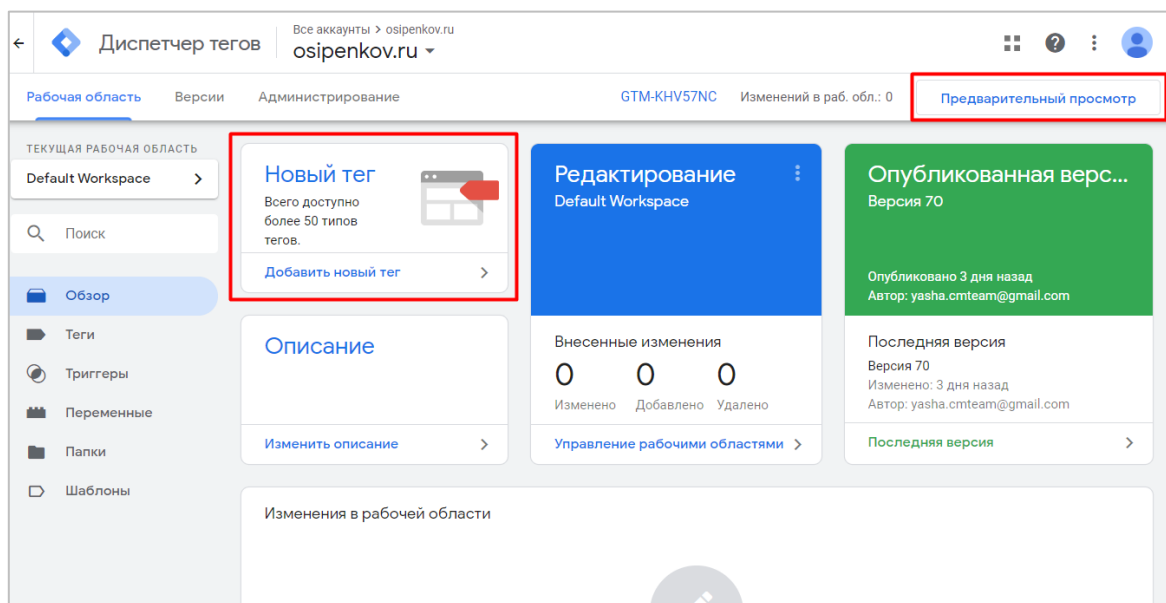 Диспетчер тегов
Все аккаунты > osipenkov.ru
osipenkov.ru
Рабочая область
Версии
Администрирование
GTM-KHV57NC
Изменений в раб. обл.: 0
Предварительный просмотр
ТЕКУЩАЯ РАБОЧАЯ ОБЛАСТЬ
Default Workspace
Поиск
Обзор
Теги
Триггеры
Переменные
Папки
Шаблоны
Новый тег
Всего доступно
более 50 типов
тегов.
Добавить новый тег
Описание
Изменить описание
Редактирование
Default Workspace
Внесенные изменения
0 0 0
Изменено Добавлено Удалено
Управление рабочими областями
Опубликованная верс...
Версия 70
Опубликовано 3 дня назад
Автор: yasha.cmteam@gmail.com
Последняя версия
Версия 70
Изменено: 3 дня назад
Автор: yasha.cmteam@gmail.com
Последняя версия
Изменения в рабочей области